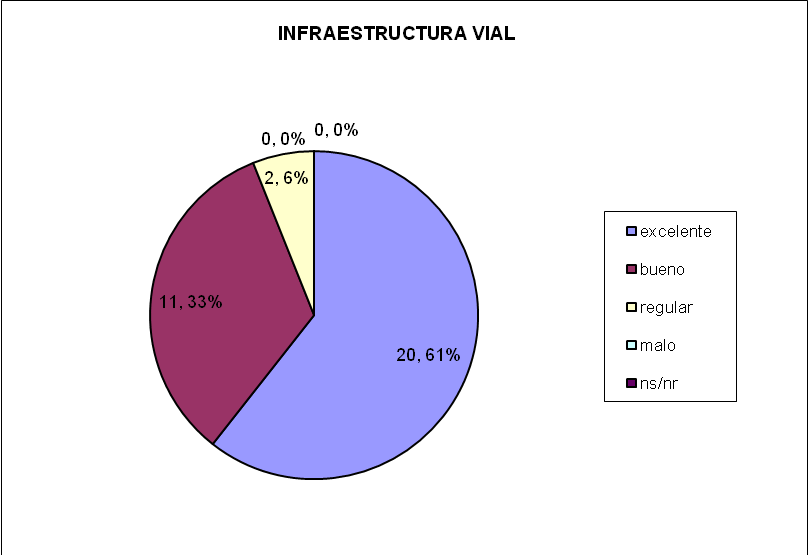 INFRAESTRUCTURA VIAL
0, 0%
0, 0%
2, 6%
11, 33%
20, 61%
excelente
bueno
regular
malo
ns/nr